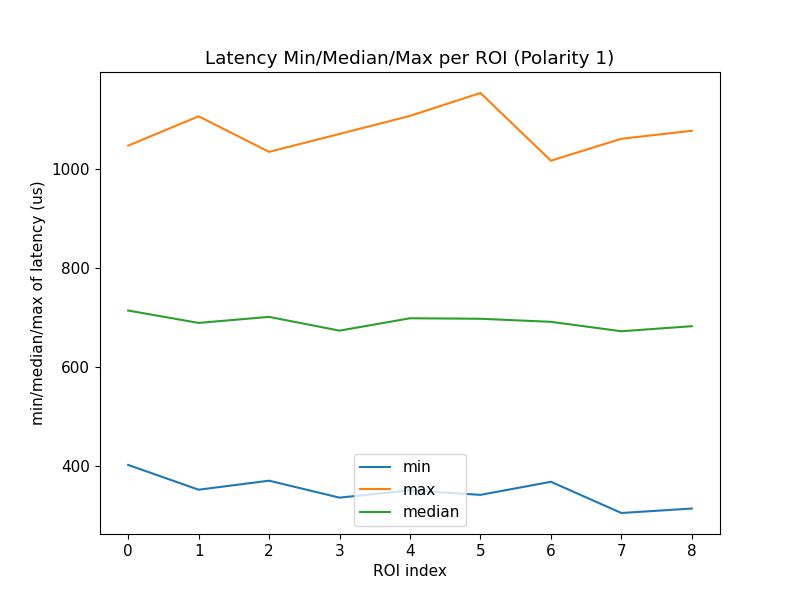 Latency Min/Median/Max per ROI (Polarity 1)
min/median/max of latency (us)
1000
800
600
400
min
max
median
0 1 2 3 4 5 6 7 8
ROI index